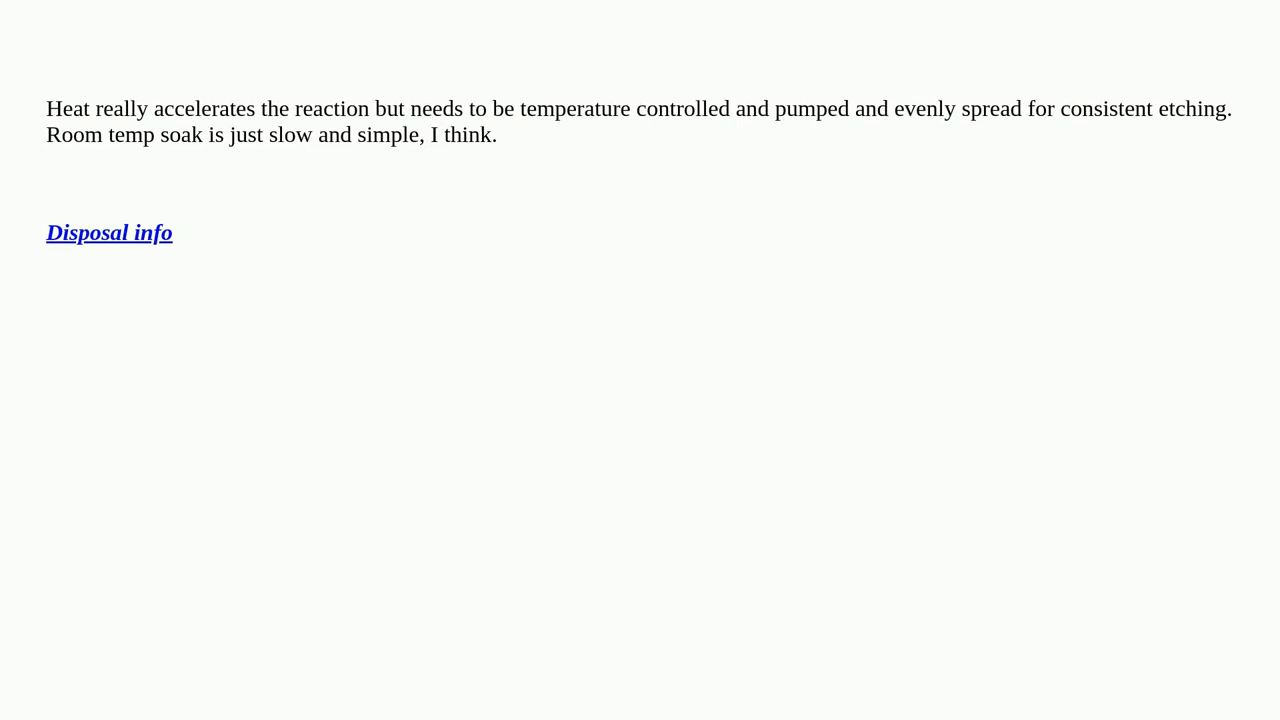 Heat really accelerates the reaction but needs to be temperature controlled and pumped and evenly spread for consistent etching.
Room temp soak is just slow and simple, I think.
Disposal info